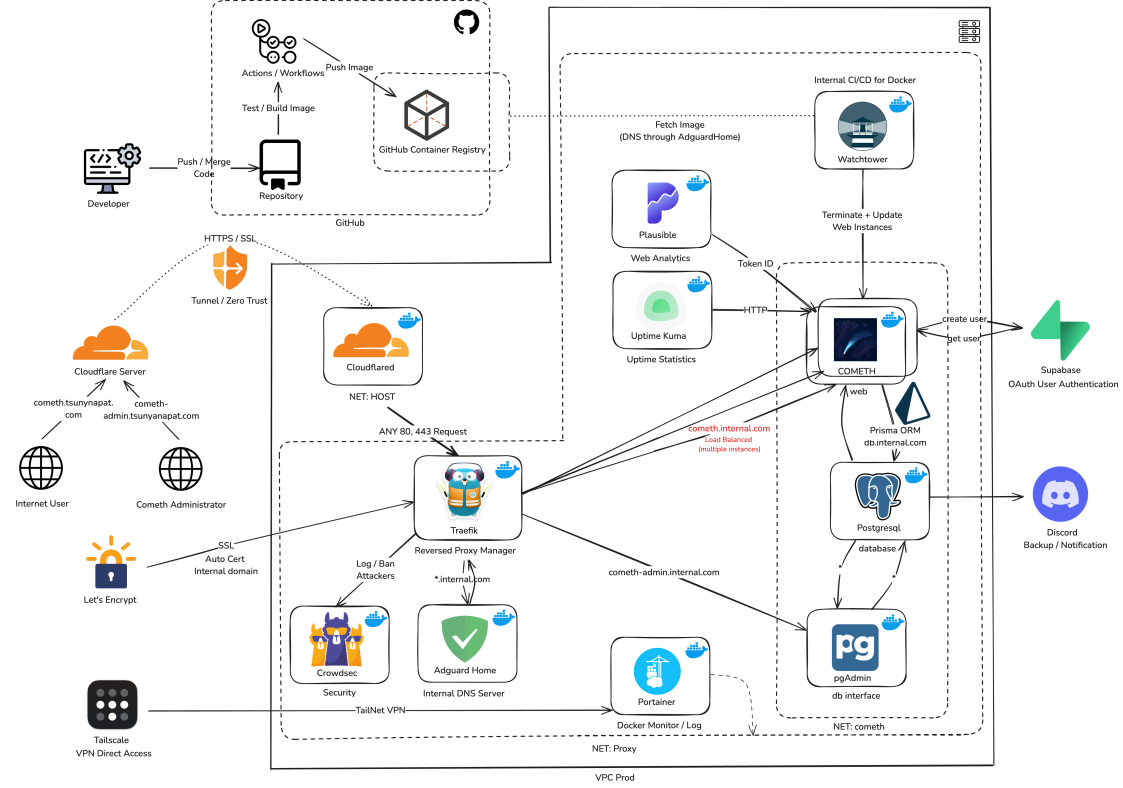 Actions / Workflows
Push Image
Test / Build Image
GitHub Container Registry
Push / Merge
Code
Developer
Repository
GitHub
Internal CI/CD for Docker
Fetch Image
(DNS through AdguardHome)
Watchtower
Plausible
Web Analytics
Terminate + Update
Web Instances
Token ID
HTTPS / SSL
Tunnel / Zero Trust
Cloudflare Server
cometh.tsunynapat.
com
cometh-
admin.tsunyanapat.com
Internet User
Cometh Administrator
Cloudflared
NET: HOST
ANY 80, 443 Request
Uptime Kuma
Uptime Statistics
HTTP
COMETH
web
create user
get user
Supabase
OAuth User Authentication
cometh.internal.com
Load Balanced
(multiple instances)
Prisma ORM
db.internal.com
Traefik
Reversed Proxy Manager
Postgresql
database
Discord
Backup / Notification
SSL
Auto Cert
Internal domain
Let's Encrypt
Log / Ban
Attackers
*.internal.com
cometh-admin.internal.com
Crowdsec
Security
Adguard Home
Internal DNS Server
pg
pgAdmin
db interface
Portainer
Docker Monitor / Log
TailNet VPN
Tailscale
VPN Direct Access
NET: cometh
NET: Proxy
VPC Prod